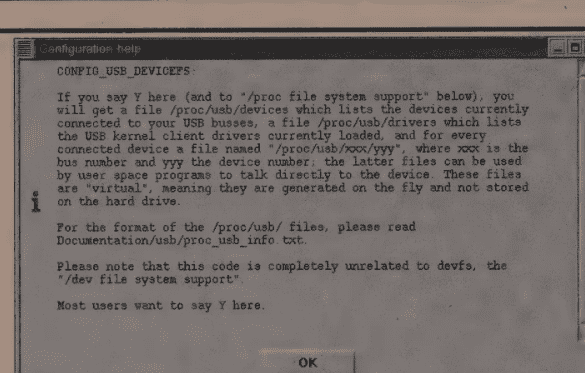 Configuration help
CONFIG_USB_DEVICEFS:
If you say Y here (and to "/proc file system support" below), you
will get a file /proc/usb/devices which lists the devices currently
connected to your USB busses, a file /proc/usb/drivers which lists
the USB kernel client drivers currently loaded, and for every
connected device a file named "/proc/usb/xxx/yyy", where xxx is the
bus number and yyy the device number; the latter files can be used
by user space programs to talk directly to the device. These files
are "virtual", meaning they are generated on the fly and not stored
on the hard drive.
For the format of the /proc/usb/ files, please read
Documentation/usb/proc_usb_info.txt.
Please note that this code is completely unrelated to devfs, the
"/dev file system support".
Most users want to say Y here.
OK